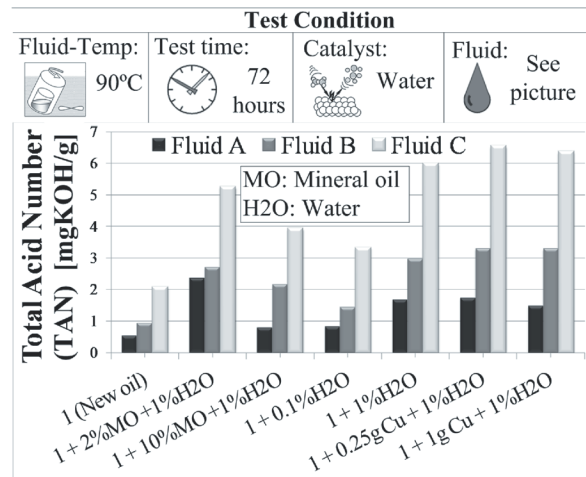 Test Condition
Fluid-Temp:
90ºC
Test time:
72
hours
Catalyst:
Water
Fluid:
See
picture
Total Acid Number
(TAN) [mgKOH/g]
7
6
5
4
3
2
1
0
Fluid A
Fluid B
Fluid C
MO: Mineral oil
H2O: Water
1 (New oil)
1 + 2%MO +1%H2O
1 + 10%MO +1%H2O
1 + 0.1%H2O
1 + 1%H2O
1 + 0.25g Cu + 1%H2O
1 + 1g Cu + 1%H2O